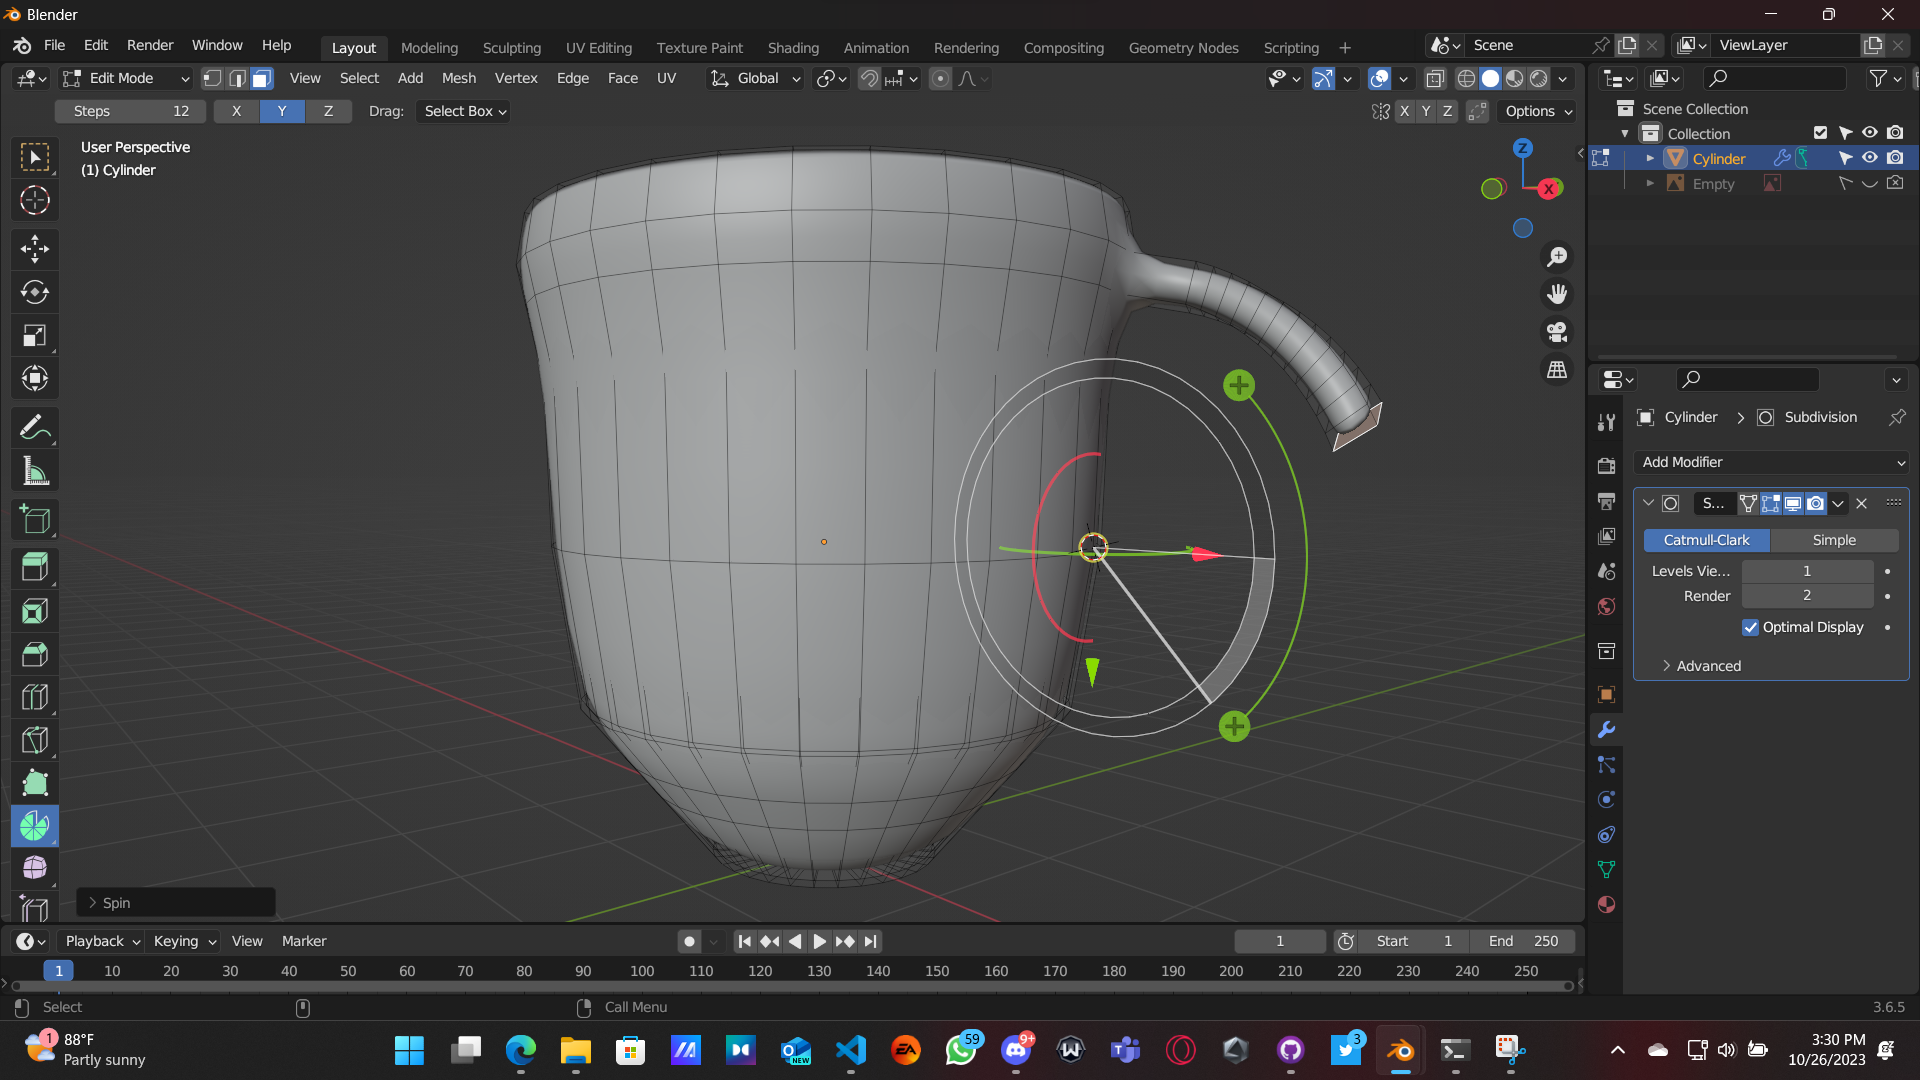 Blender
File Edit Render Window Help
Layout Modeling Sculpting UV Editing Texture Paint Shading Animation Rendering Compositing Geometry Nodes Scripting
Scene
ViewLayer
Edit Mode View Select Add Mesh Vertex Edge Face UV Global
Steps 12 X Y Z Drag: Select Box
X Y Z Options
User Perspective
(1) Cylinder
Z
X
Scene Collection
Collection
Cylinder
Empty
Cylinder > Subdivision
Add Modifier
S...
Catmull-Clark Simple
Levels Vie... 1
Render 2
Optimal Display
Advanced
Spin
Playback Keying View Marker
1 Start 1 End 250
1 10 20 30 40 50 60 70 80 90 100 110 120 130 140 150 160 170 180 190 200 210 220 230 240 250
Select Call Menu 3.6.5
1 88°F
Partly sunny
NEW
EA
59
9+
3
3:30 PM
10/26/2023